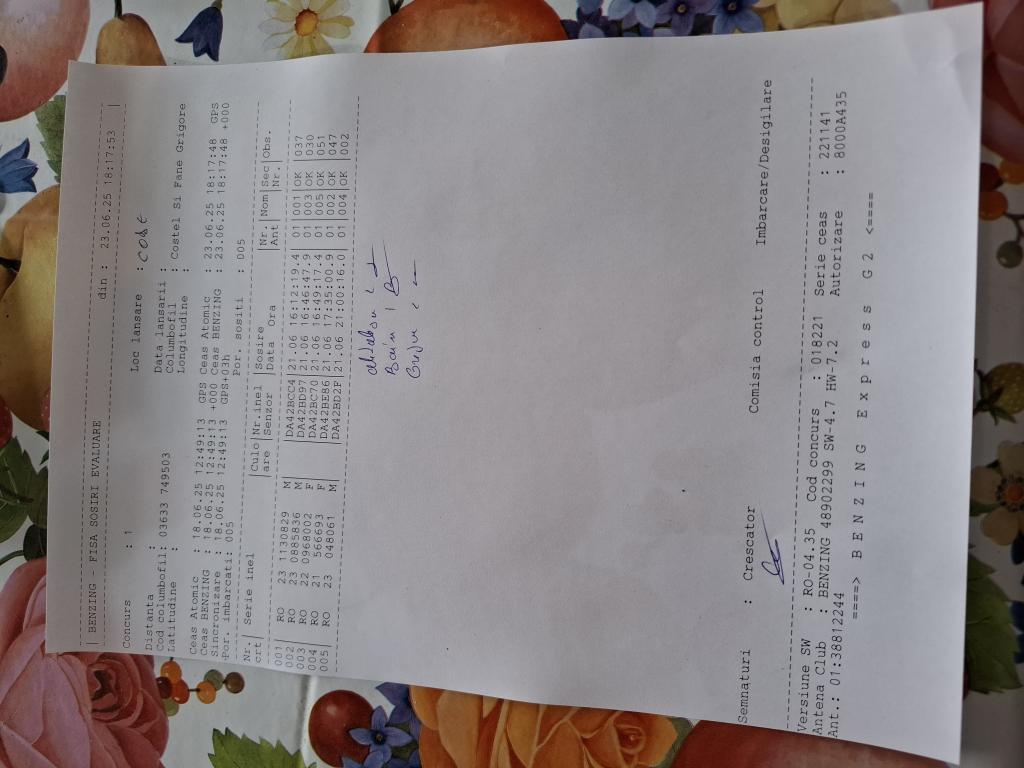 BENZING - FISA SOSIRI EVALUARE din : 23.06.25 18:17:53
Concurs : 1 Loc lansare :
Distanta : Data lansarii :
Cod columbofil: 03633 749503 Columbofil : Costel Si Fane Grigore
Latitudine : Longitudine :
Ceas Atomic : 18.06.25 12:49:13 GPS Ceas Atomic : 23.06.25 18:17:48 GPS
Ceas BENZING : 18.06.25 12:49:13 +000 Ceas BENZING : 23.06.25 18:17:48 +000
Sincronizare : 18.06.25 12:49:13 GPS+03h
Por. imbarcati: 005 Por. sositi : 005
Nr.| Serie inel |Culo|Nr.inel |Sosire |Nr. |Nom|Sec|Obs.
crt| |are |Senzor |Data Ora |Ant | |Nr.|
001| RO 23 1130829 M |DA42BCC4|21.06 16:12:19.4| 01 |001|OK |037
002| RO 23 0885836 M |DA42BD97|21.06 16:46:47.9| 01 |003|OK |030
003| RO 22 0968002 F |DA42BC70|21.06 16:49:17.4| 01 |005|OK |051
004| RO 21 566693 F |DA42BE86|21.06 17:35:00.9| 01 |002|OK |047
005| RO 23 048061 M |DA42BD2F|21.06 21:00:16.0| 01 |004|OK |002
Semnaturi : Crescator Comisia control Imbarcare/Desigilare
Versiune SW : RO-04.35 Cod concurs : 018221 Serie ceas : 221141
Antena Club : BENZING 48902299 SW-4.7 HW-7.2 Autorizare : 8000A435
Ant.: 01:38812244
====> BENZING Express G2 <====